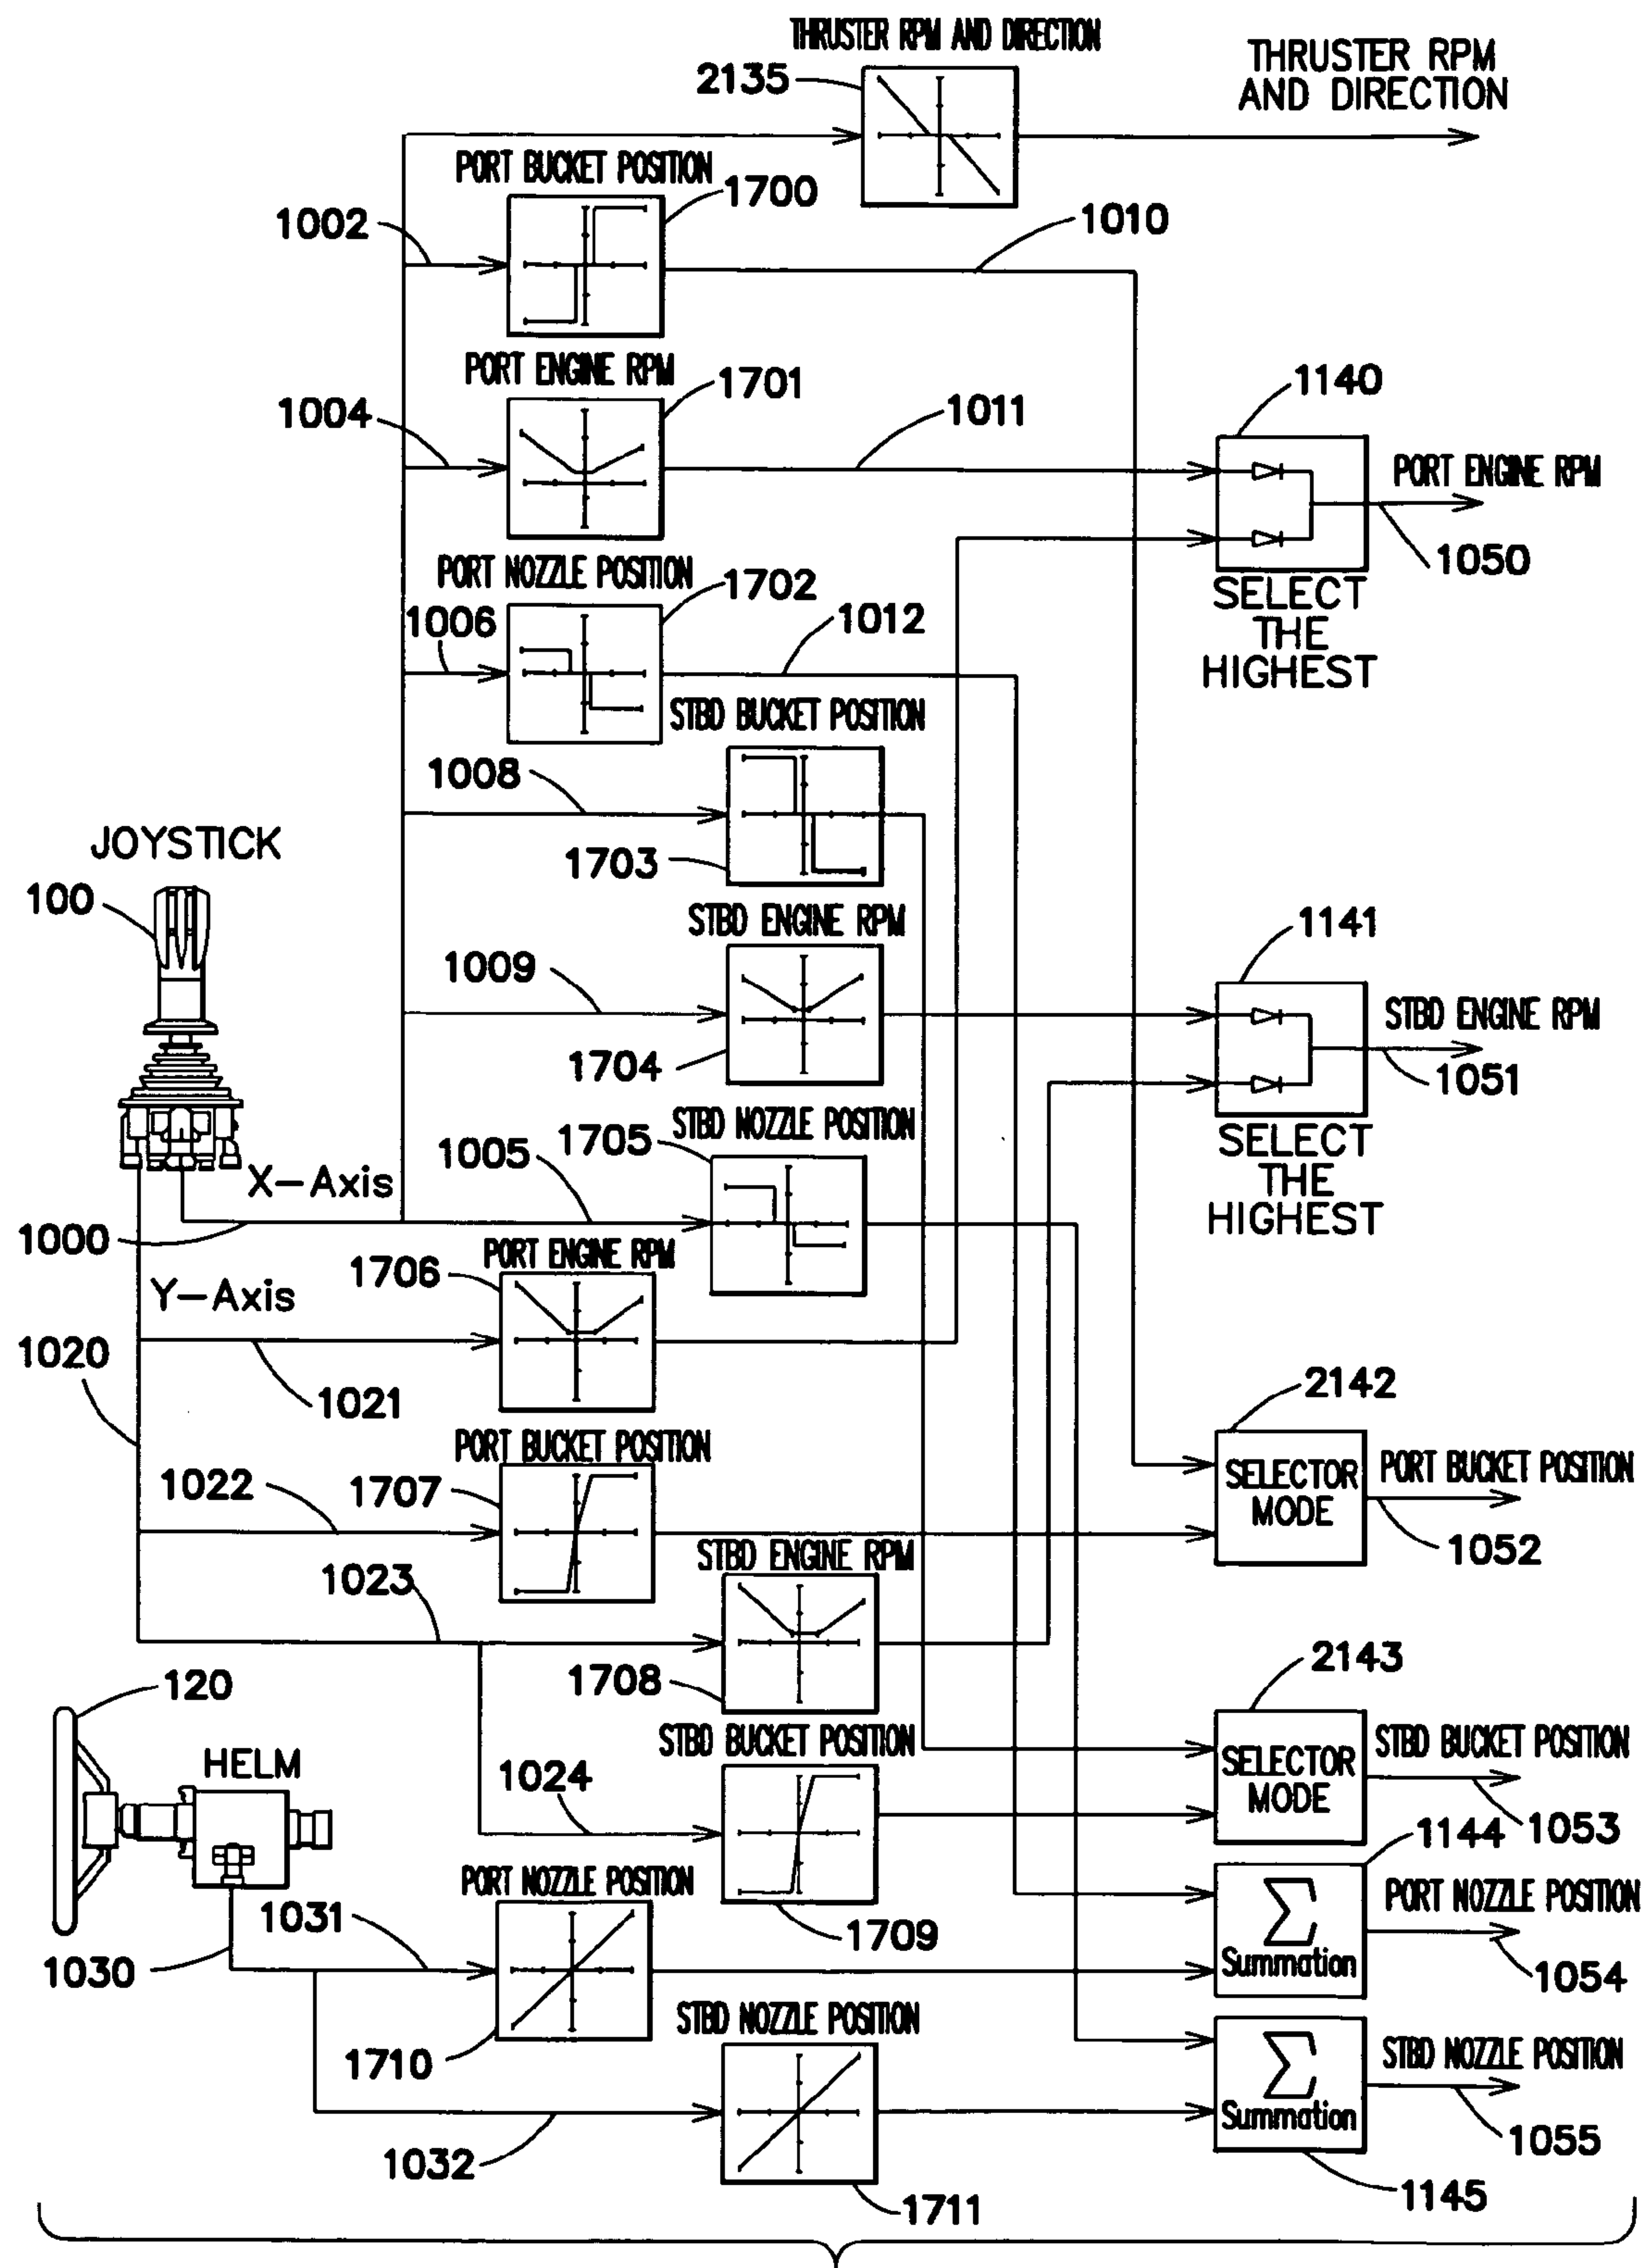 THRUSTER RPM AND DIRECTION
2135
THRUSTER RPM
AND DIRECTION
PORT BUCKET POSITION
1700
1002
1010
PORT ENGINE RPM
1701
1004
1011
1140
PORT ENGINE RPM
1050
SELECT
THE
HIGHEST
PORT NOZZLE POSITION
1702
1006
1012
STBD BUCKET POSITION
1008
1703
JOYSTICK
100
STBD ENGINE RPM
1009
1704
1141
STBD ENGINE RPM
1051
SELECT
THE
HIGHEST
STBD NOZZLE POSITION
1705
1005
X-Axis
1000
PORT ENGINE RPM
1706
Y-Axis
1020
1021
2142
PORT BUCKET POSITION
1707
1022
SELECTOR
MODE
PORT BUCKET POSITION
1052
STBD ENGINE RPM
1023
1708
120
HELM
2143
STBD BUCKET POSITION
1024
1709
SELECTOR
MODE
STBD BUCKET POSITION
1053
1144
PORT NOZZLE POSITION
1031
1030
1710
Σ
Summation
PORT NOZZLE POSITION
1054
STBD NOZZLE POSITION
1032
1711
Σ
Summation
STBD NOZZLE POSITION
1055
1145